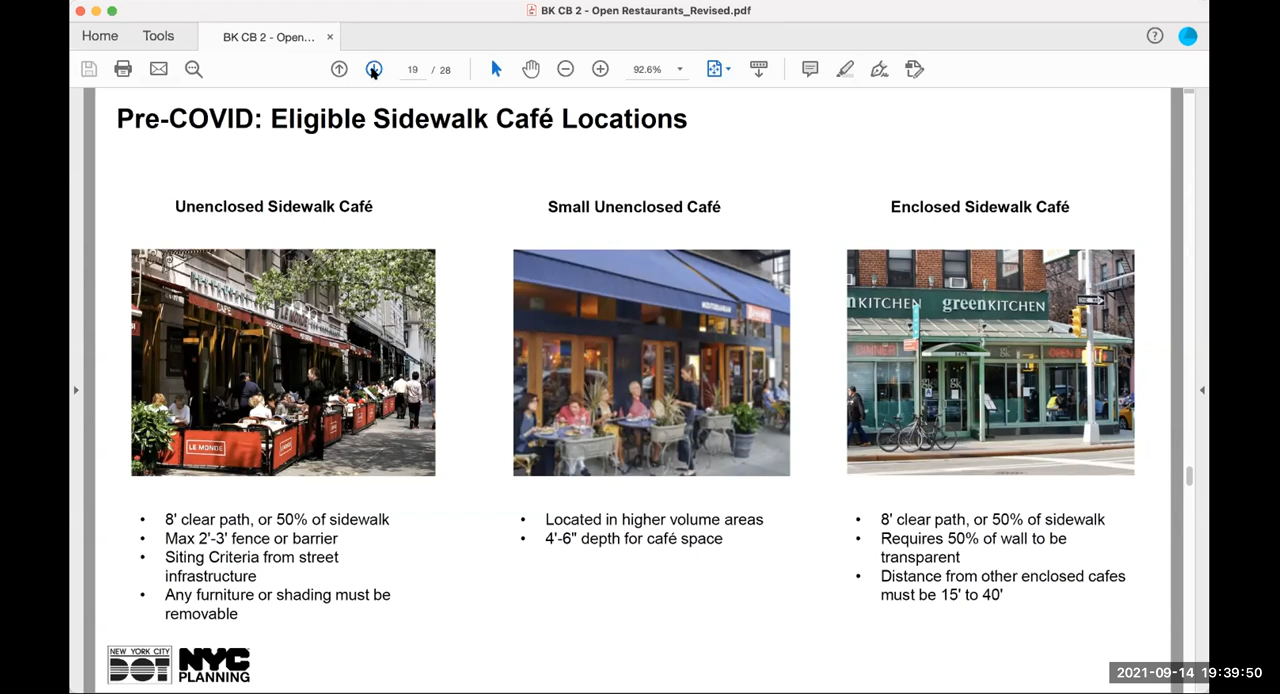 BK CB 2 - Open Restaurants_Revised.pdf
Home
Tools
BK CB 2 - Open... ×
19 / 28
92.6%
Pre-COVID: Eligible Sidewalk Café Locations
Unenclosed Sidewalk Café
Small Unenclosed Café
Enclosed Sidewalk Café
LE MONDE
KITCHEN
greenKITCHEN
DINNER
OPEN
gk
• 8' clear path, or 50% of sidewalk
• Max 2'-3' fence or barrier
• Siting Criteria from street
infrastructure
• Any furniture or shading must be
removable
• Located in higher volume areas
• 4'-6" depth for café space
• 8' clear path, or 50% of sidewalk
• Requires 50% of wall to be
transparent
• Distance from other enclosed cafes
must be 15' to 40'
NEW YORK CITY
DOT
NYC
PLANNING
2021-09-14 19:39:50